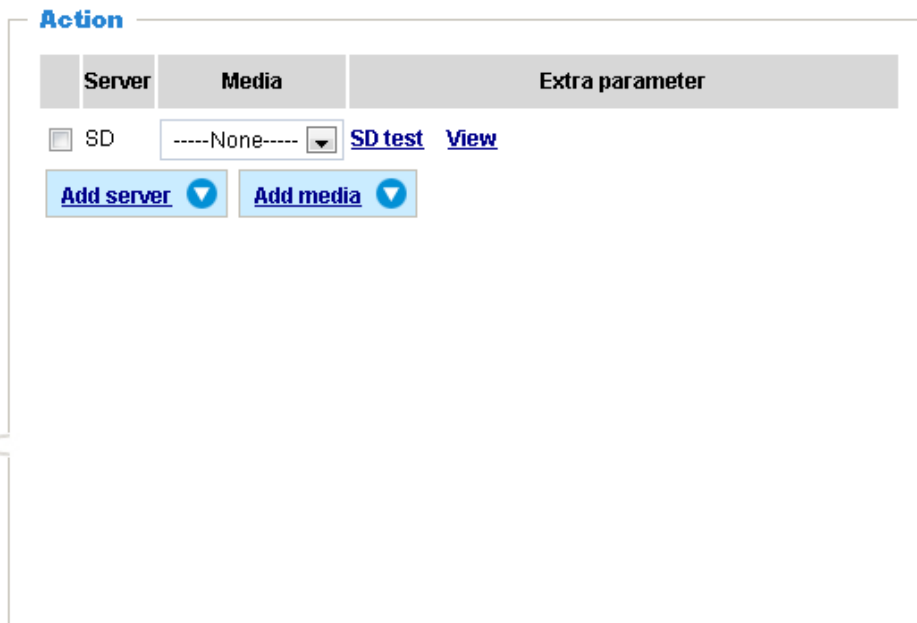 Action
Server Media Extra parameter
SD -----None----- SD test View
Add server Add media